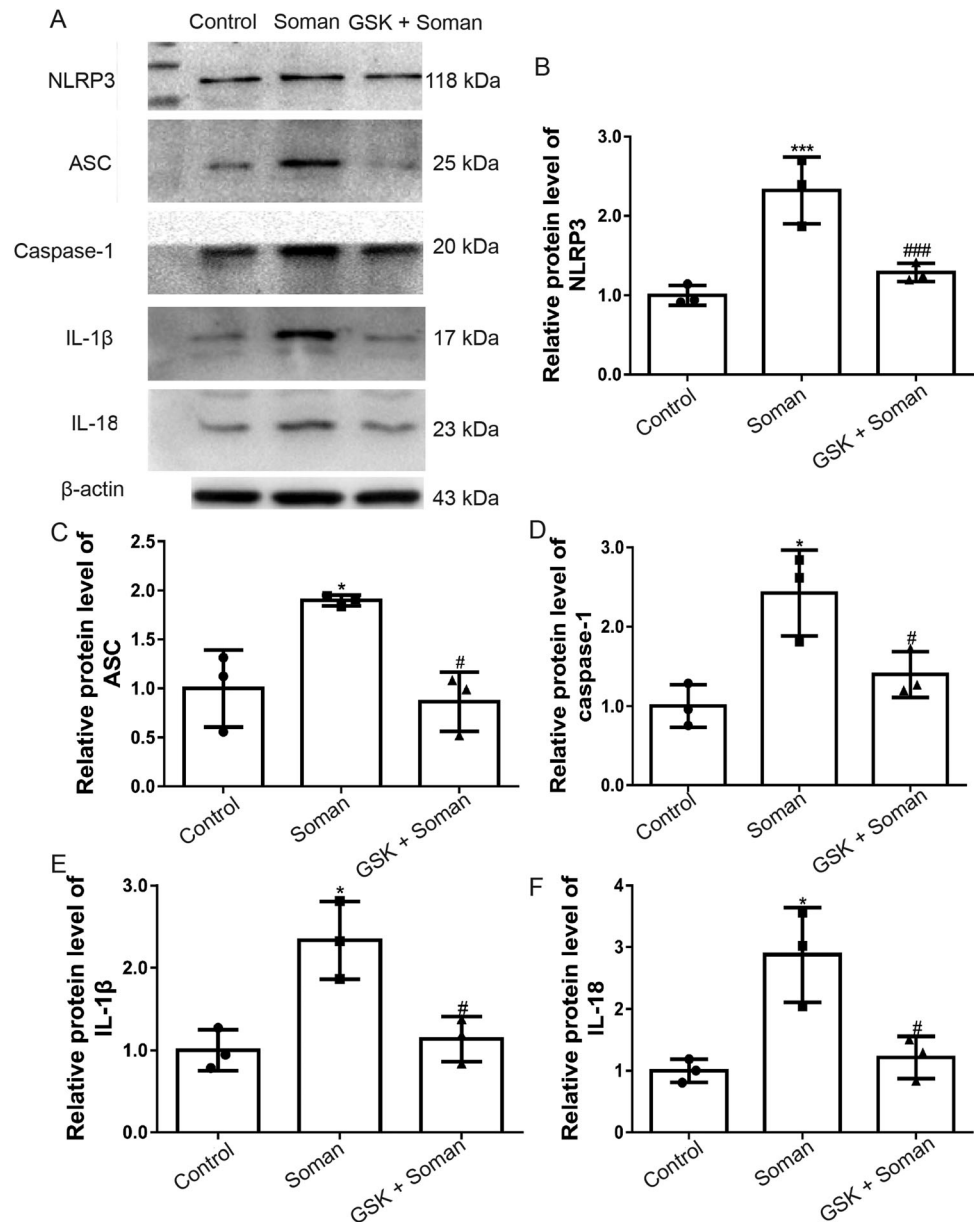 A
Control Soman GSK + Soman
NLRP3 118 kDa
ASC 25 kDa
Caspase-1 20 kDa
IL-1β 17 kDa
IL-18 23 kDa
β-actin 43 kDa
B
Relative protein level of
NLRP3
3.0
2.0
1.0
0.0
***
###
Control
Soman
GSK + Soman
C
Relative protein level of
ASC
2.5
2.0
1.5
1.0
0.5
0.0
*
#
Control
Soman
GSK + Soman
D
Relative protein level of
caspase-1
3.0
2.0
1.0
0.0
*
#
Control
Soman
GSK + Soman
E
Relative protein level of
IL-1β
3.0
2.0
1.0
0.0
*
#
Control
Soman
GSK + Soman
F
Relative protein level of
IL-18
4
3
2
1
0
*
#
Control
Soman
GSK + Soman